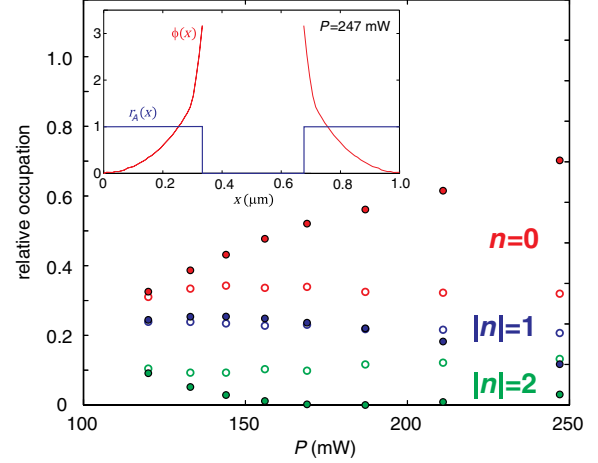 1.0
0.8
0.6
0.4
0.2
0
relative occupation
100
150
200
250
P (mW)
n=0
|n|=1
|n|=2
P=247 mW
ϕ(x)
r_A(x)
3
2
1
0
0
0.2
0.4
0.6
0.8
1.0
x (μm)